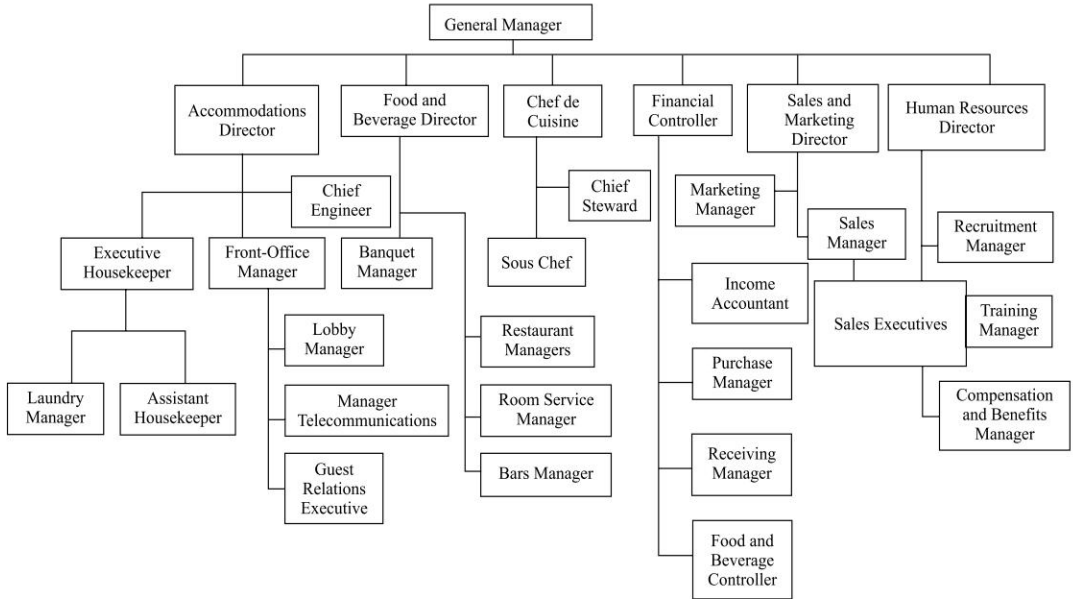 General Manager
Accommodations
Director
Food and
Beverage Director
Chef de
Cuisine
Financial
Controller
Sales and
Marketing
Director
Human Resources
Director
Chief
Engineer
Executive
Housekeeper
Front-Office
Manager
Laundry
Manager
Assistant
Housekeeper
Lobby
Manager
Manager
Telecommunications
Guest
Relations
Executive
Banquet
Manager
Restaurant
Managers
Room Service
Manager
Bars Manager
Chief
Steward
Sous Chef
Income
Accountant
Purchase
Manager
Receiving
Manager
Food and
Beverage
Controller
Marketing
Manager
Sales
Manager
Sales Executives
Recruitment
Manager
Training
Manager
Compensation
and Benefits
Manager